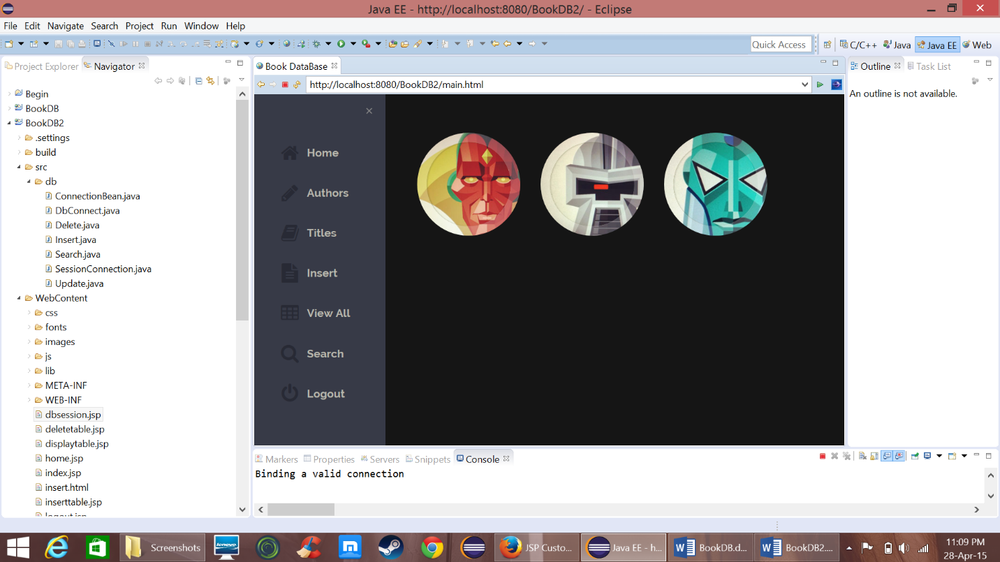 Java EE - http://localhost:8080/BookDB2/ - Eclipse
File Edit Navigate Search Project Run Window Help
Quick Access
C/C++ Java Java EE Web
Project Explorer Navigator
Book DataBase
Outline Task List
http://localhost:8080/BookDB2/main.html
An outline is not available.
Begin
BookDB
BookDB2
.settings
build
src
db
ConnectionBean.java
DbConnect.java
Delete.java
Insert.java
Search.java
SessionConnection.java
Update.java
WebContent
css
fonts
images
js
lib
META-INF
WEB-INF
dbsession.jsp
deletetable.jsp
displaytable.jsp
home.jsp
index.jsp
insert.html
inserttable.jsp
logout.jsp
Home
Authors
Titles
Insert
View All
Search
Logout
Markers Properties Servers Snippets Console
Binding a valid connection
Screenshots
lenovo
JSP Custo...
Java EE - h...
BookDB.d...
BookDB2....
11:09 PM
28-Apr-15